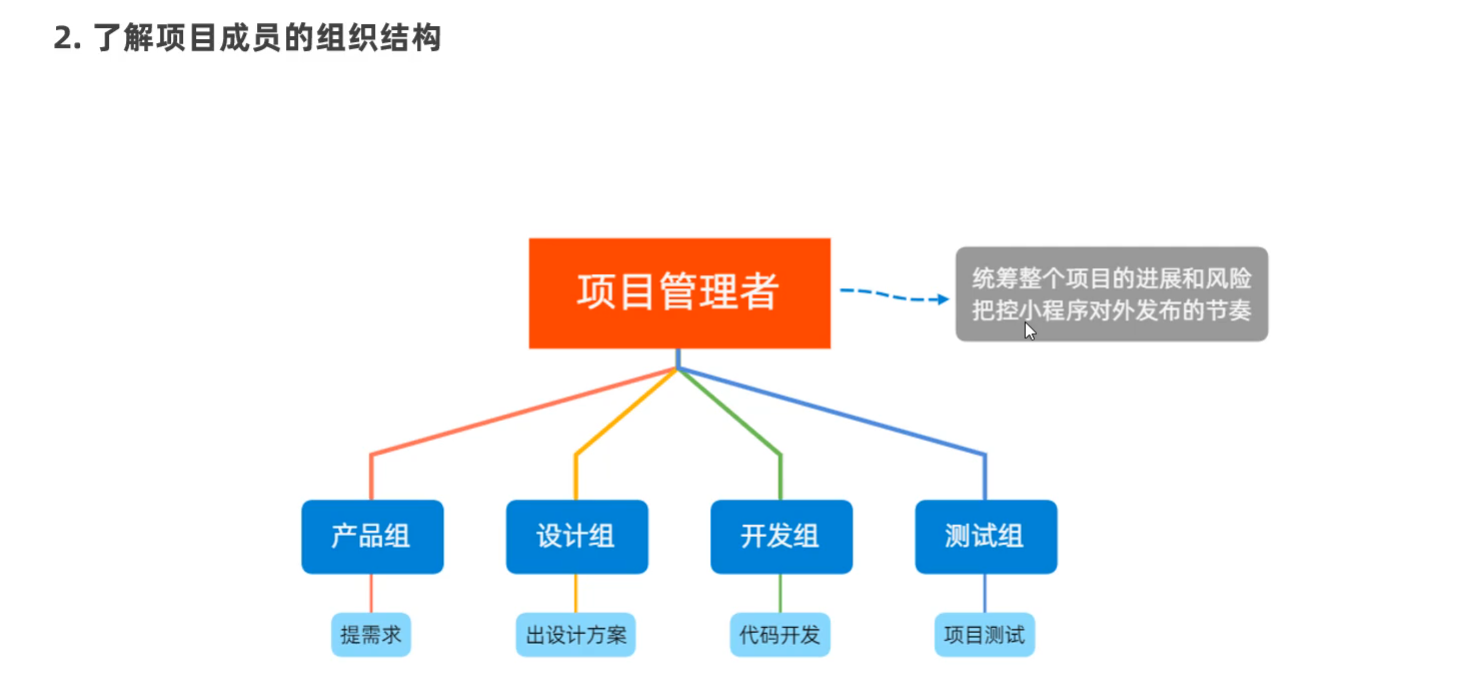 2. 了解项目成员的组织结构
项目管理者
统筹整个项目的进展和风险
把控小程序对外发布的节奏
产品组
设计组
开发组
测试组
提需求
出设计方案
代码开发
项目测试